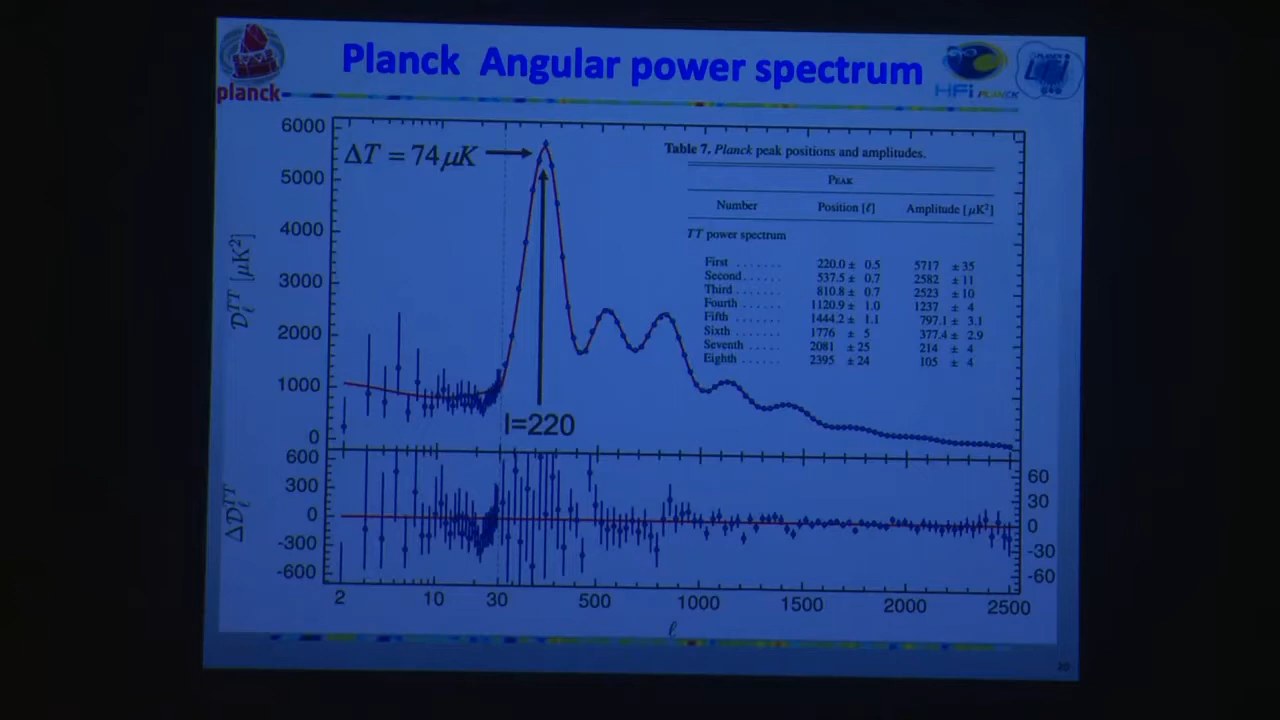 Planck Angular power spectrum
planck
HFi PLANCK
6000
5000
4000
3000
2000
1000
0
D_ℓ^TT [μK²]
ΔT = 74μK
l=220
Table 7. Planck peak positions and amplitudes.
PEAK
Number Position [ℓ] Amplitude [μK²]
TT power spectrum
First . . . . . . . 220.0 ± 0.5 5717 ± 35
Second . . . . . . 537.5 ± 0.7 2582 ± 11
Third . . . . . . . 810.8 ± 0.7 2523 ± 10
Fourth . . . . . . 1120.9 ± 1.0 1237 ± 4
Fifth . . . . . . . 1444.2 ± 1.1 797.1 ± 3.1
Sixth . . . . . . . 1776 ± 5 377.4 ± 2.9
Seventh . . . . . 2081 ± 25 214 ± 4
Eighth . . . . . . 2395 ± 24 105 ± 4
600
300
0
-300
-600
ΔD_ℓ^TT
60
30
0
-30
-60
2 10 30 500 1000 1500 2000 2500
ℓ